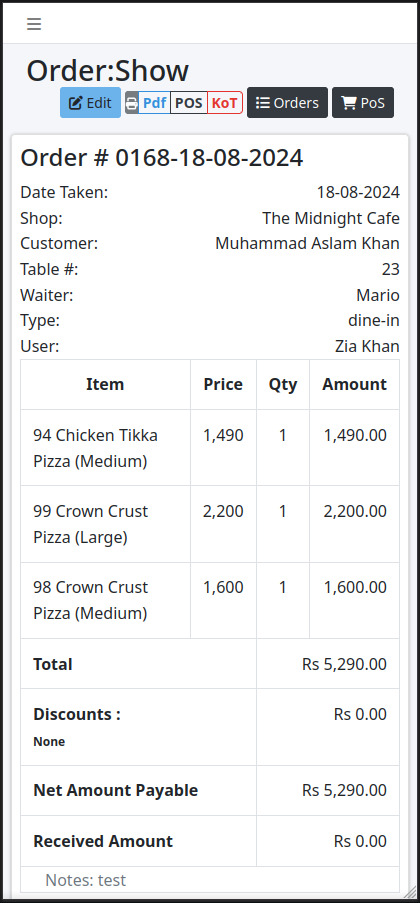 Order:Show
Edit Pdf POS KoT Orders PoS
Order # 0168-18-08-2024
Date Taken: 18-08-2024
Shop: The Midnight Cafe
Customer: Muhammad Aslam Khan
Table #: 23
Waiter: Mario
Type: dine-in
User: Zia Khan
Item Price Qty Amount
94 Chicken Tikka 1,490 1 1,490.00
Pizza (Medium)
99 Crown Crust 2,200 1 2,200.00
Pizza (Large)
98 Crown Crust 1,600 1 1,600.00
Pizza (Medium)
Total Rs 5,290.00
Discounts : Rs 0.00
None
Net Amount Payable Rs 5,290.00
Received Amount Rs 0.00
Notes: test